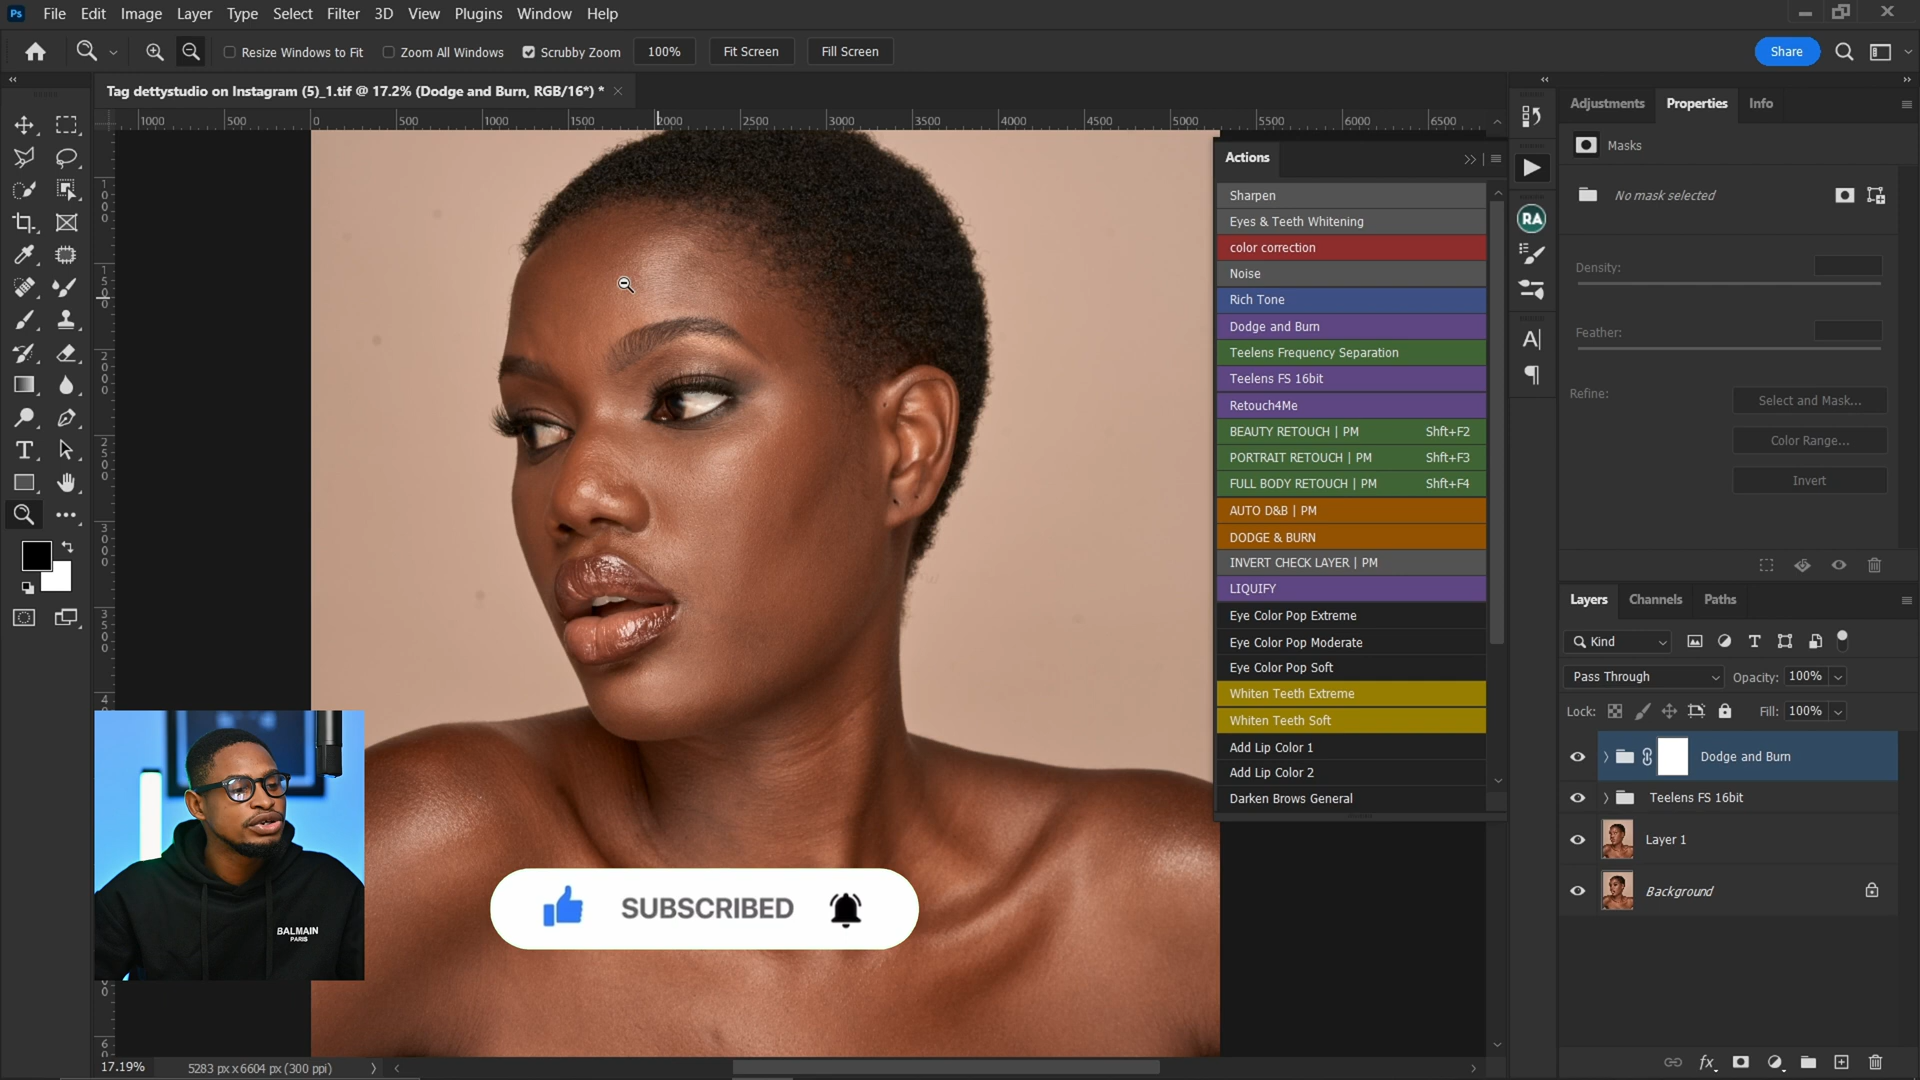 Ps File Edit Image Layer Type Select Filter 3D View Plugins Window Help
Resize Windows to Fit Zoom All Windows Scrubby Zoom 100% Fit Screen Fill Screen Share
Tag dettystudio on Instagram (5)_1.tif @ 17.2% (Dodge and Burn, RGB/16*) *
1000 500 0 500 1000 1500 2000 2500 3000 3500 4000 4500 5000 5500 6000 6500
1000
1500
2000
2500
3000
3500
Actions
Sharpen
Eyes & Teeth Whitening
color correction
Noise
Rich Tone
Dodge and Burn
Teelens Frequency Separation
Teelens FS 16bit
Retouch4Me
BEAUTY RETOUCH | PM Shft+F2
PORTRAIT RETOUCH | PM Shft+F3
FULL BODY RETOUCH | PM Shft+F4
AUTO D&B | PM
DODGE & BURN
INVERT CHECK LAYER | PM
LIQUIFY
Eye Color Pop Extreme
Eye Color Pop Moderate
Eye Color Pop Soft
Whiten Teeth Extreme
Whiten Teeth Soft
Add Lip Color 1
Add Lip Color 2
Darken Brows General
RA
Adjustments Properties Info
Masks
No mask selected
Density:
Feather:
Refine:
Select and Mask...
Color Range...
Invert
Layers Channels Paths
Kind
Pass Through Opacity: 100%
Lock: Fill: 100%
Dodge and Burn
Teelens FS 16bit
Layer 1
Background
fx
BALMAIN
PARIS
SUBSCRIBED
17.19% 5283 px x 6604 px (300 ppi)